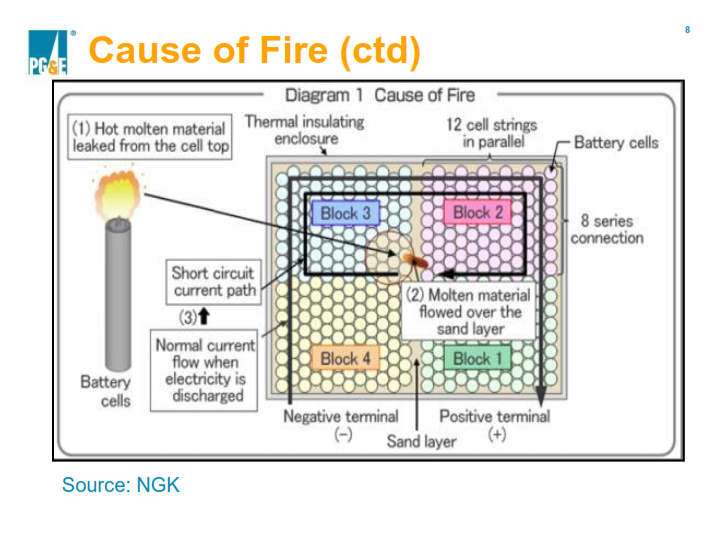 8
PG&E ®
Cause of Fire (ctd)
Diagram 1 Cause of Fire
(1) Hot molten material
leaked from the cell top
Thermal insulating
enclosure
12 cell strings
in parallel
Battery cells
Block 3
Block 2
8 series
connection
Short circuit
current path
(2) Molten material
flowed over the
sand layer
(3)
Normal current
flow when
electricity is
discharged
Block 4
Block 1
Battery
cells
Negative terminal
(−)
Sand layer
Positive terminal
(+)
Source: NGK